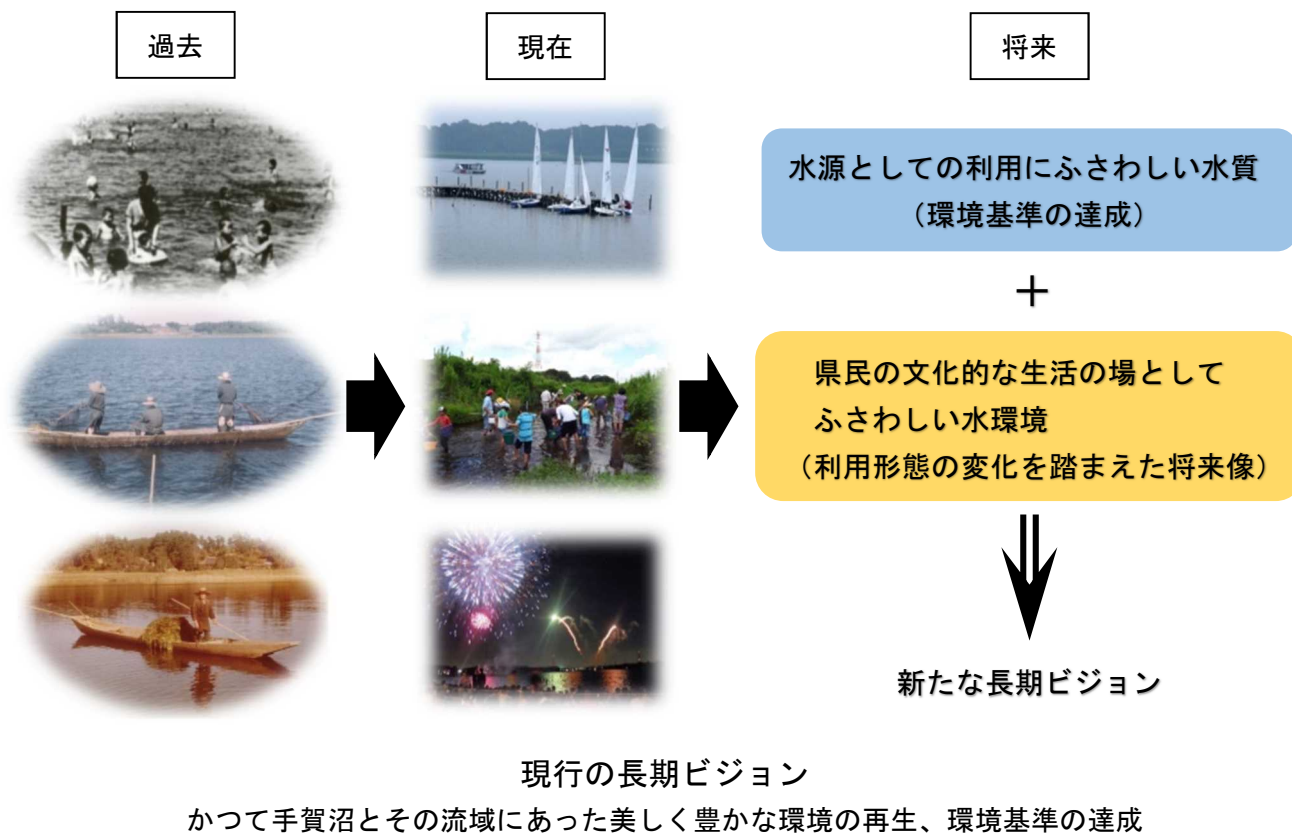 過去
現在
将来
水源としての利用にふさわしい水質
（環境基準の達成）
＋
県民の文化的な生活の場として
ふさわしい水環境
（利用形態の変化を踏まえた将来像）
新たな長期ビジョン
現行の長期ビジョン
かつて手賀沼とその流域にあった美しく豊かな環境の再生、環境基準の達成